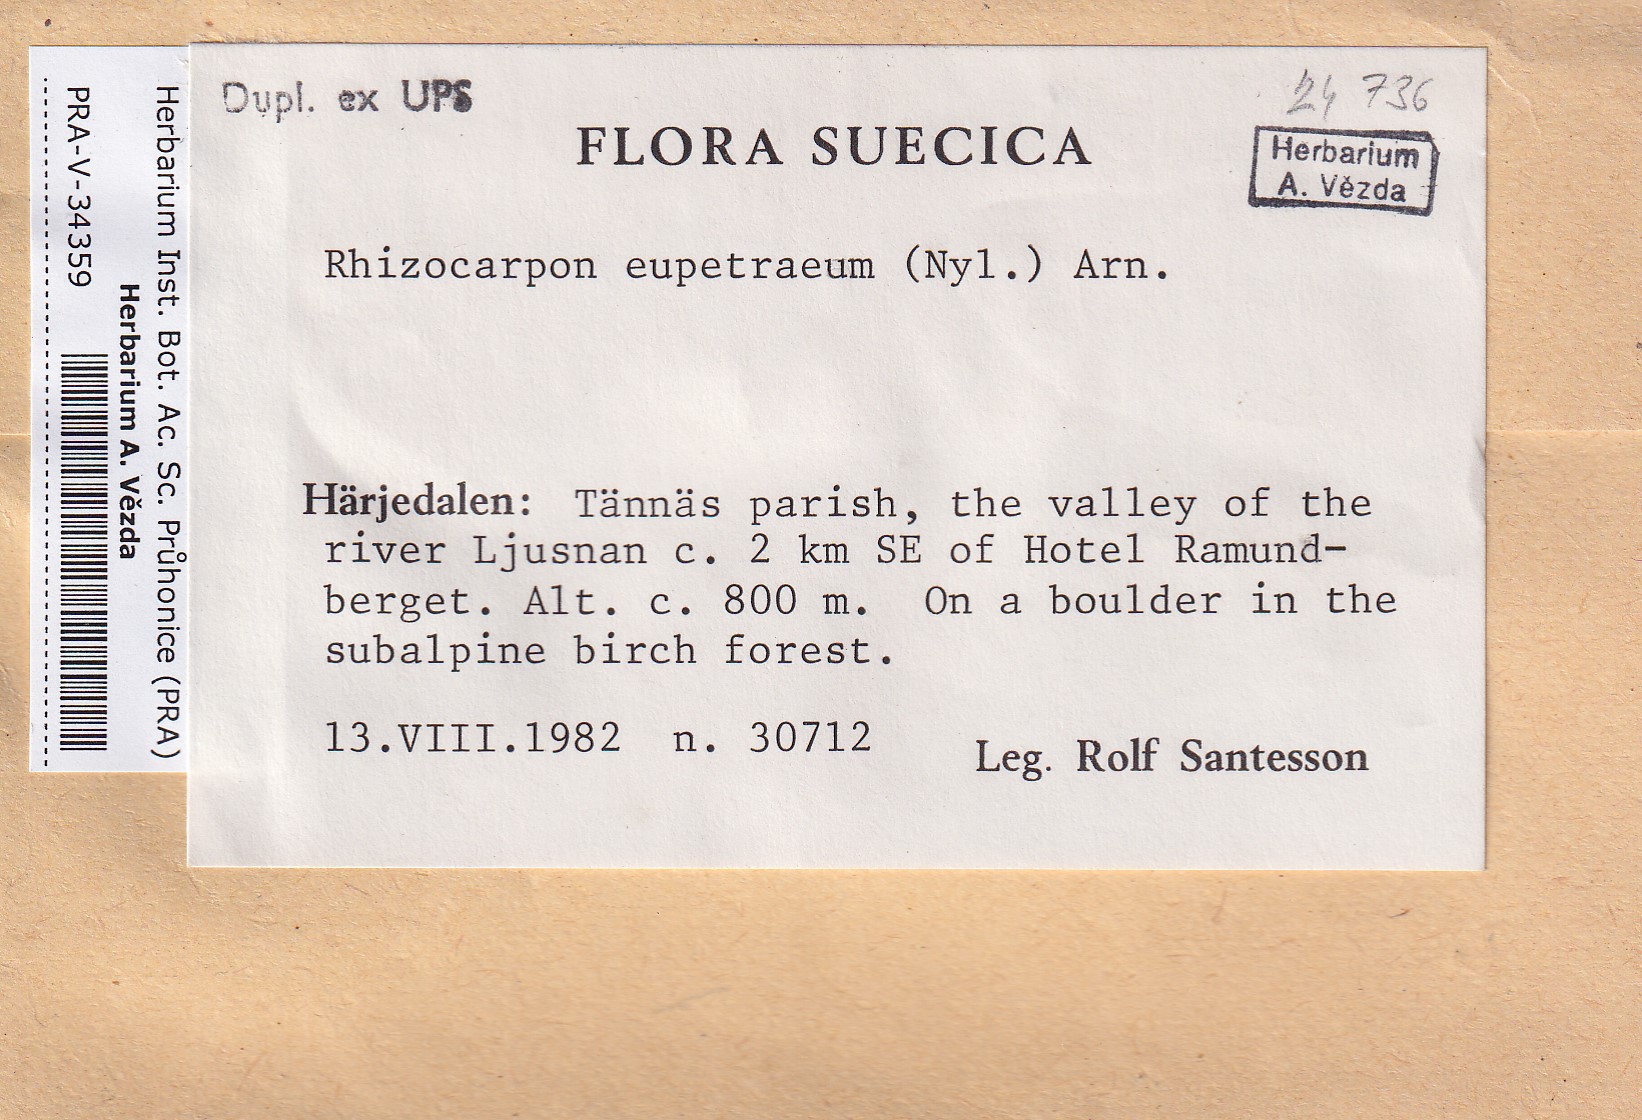 Herbarium Inst. Bot. Ac. Sc. Průhonice (PRA)
Herbarium A. Vězda
PRA-V-34359
Dupl. ex UPS
24 736
FLORA SUECICA
Herbarium
A. Vězda
Rhizocarpon eupetraeum (Nyl.) Arn.
Härjedalen: Tännäs parish, the valley of the
river Ljusnan c. 2 km SE of Hotel Ramund-
berget. Alt. c. 800 m. On a boulder in the
subalpine birch forest.
13.VIII.1982 n. 30712
Leg. Rolf Santesson